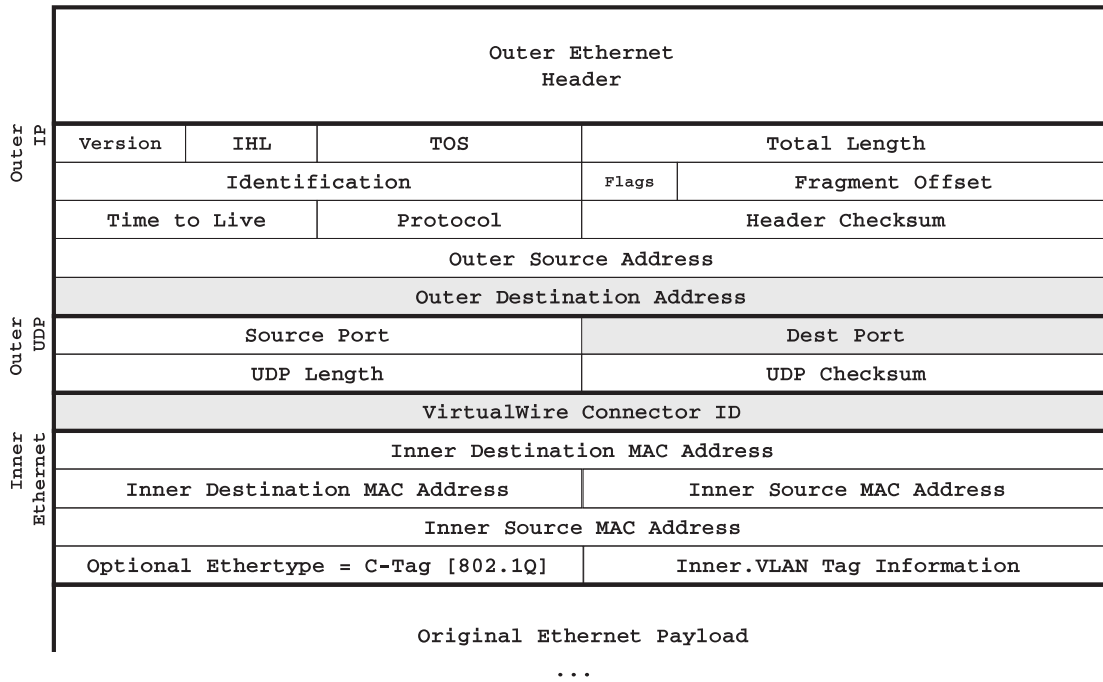 Outer Ethernet
Header
Outer
IP
Version IHL TOS Total Length
Identification Flags Fragment Offset
Time to Live Protocol Header Checksum
Outer Source Address
Outer Destination Address
Outer
UDP
Source Port Dest Port
UDP Length UDP Checksum
VirtualWire Connector ID
Inner
Ethernet
Inner Destination MAC Address
Inner Destination MAC Address Inner Source MAC Address
Inner Source MAC Address
Optional Ethertype = C-Tag [802.1Q] Inner.VLAN Tag Information
Original Ethernet Payload
...